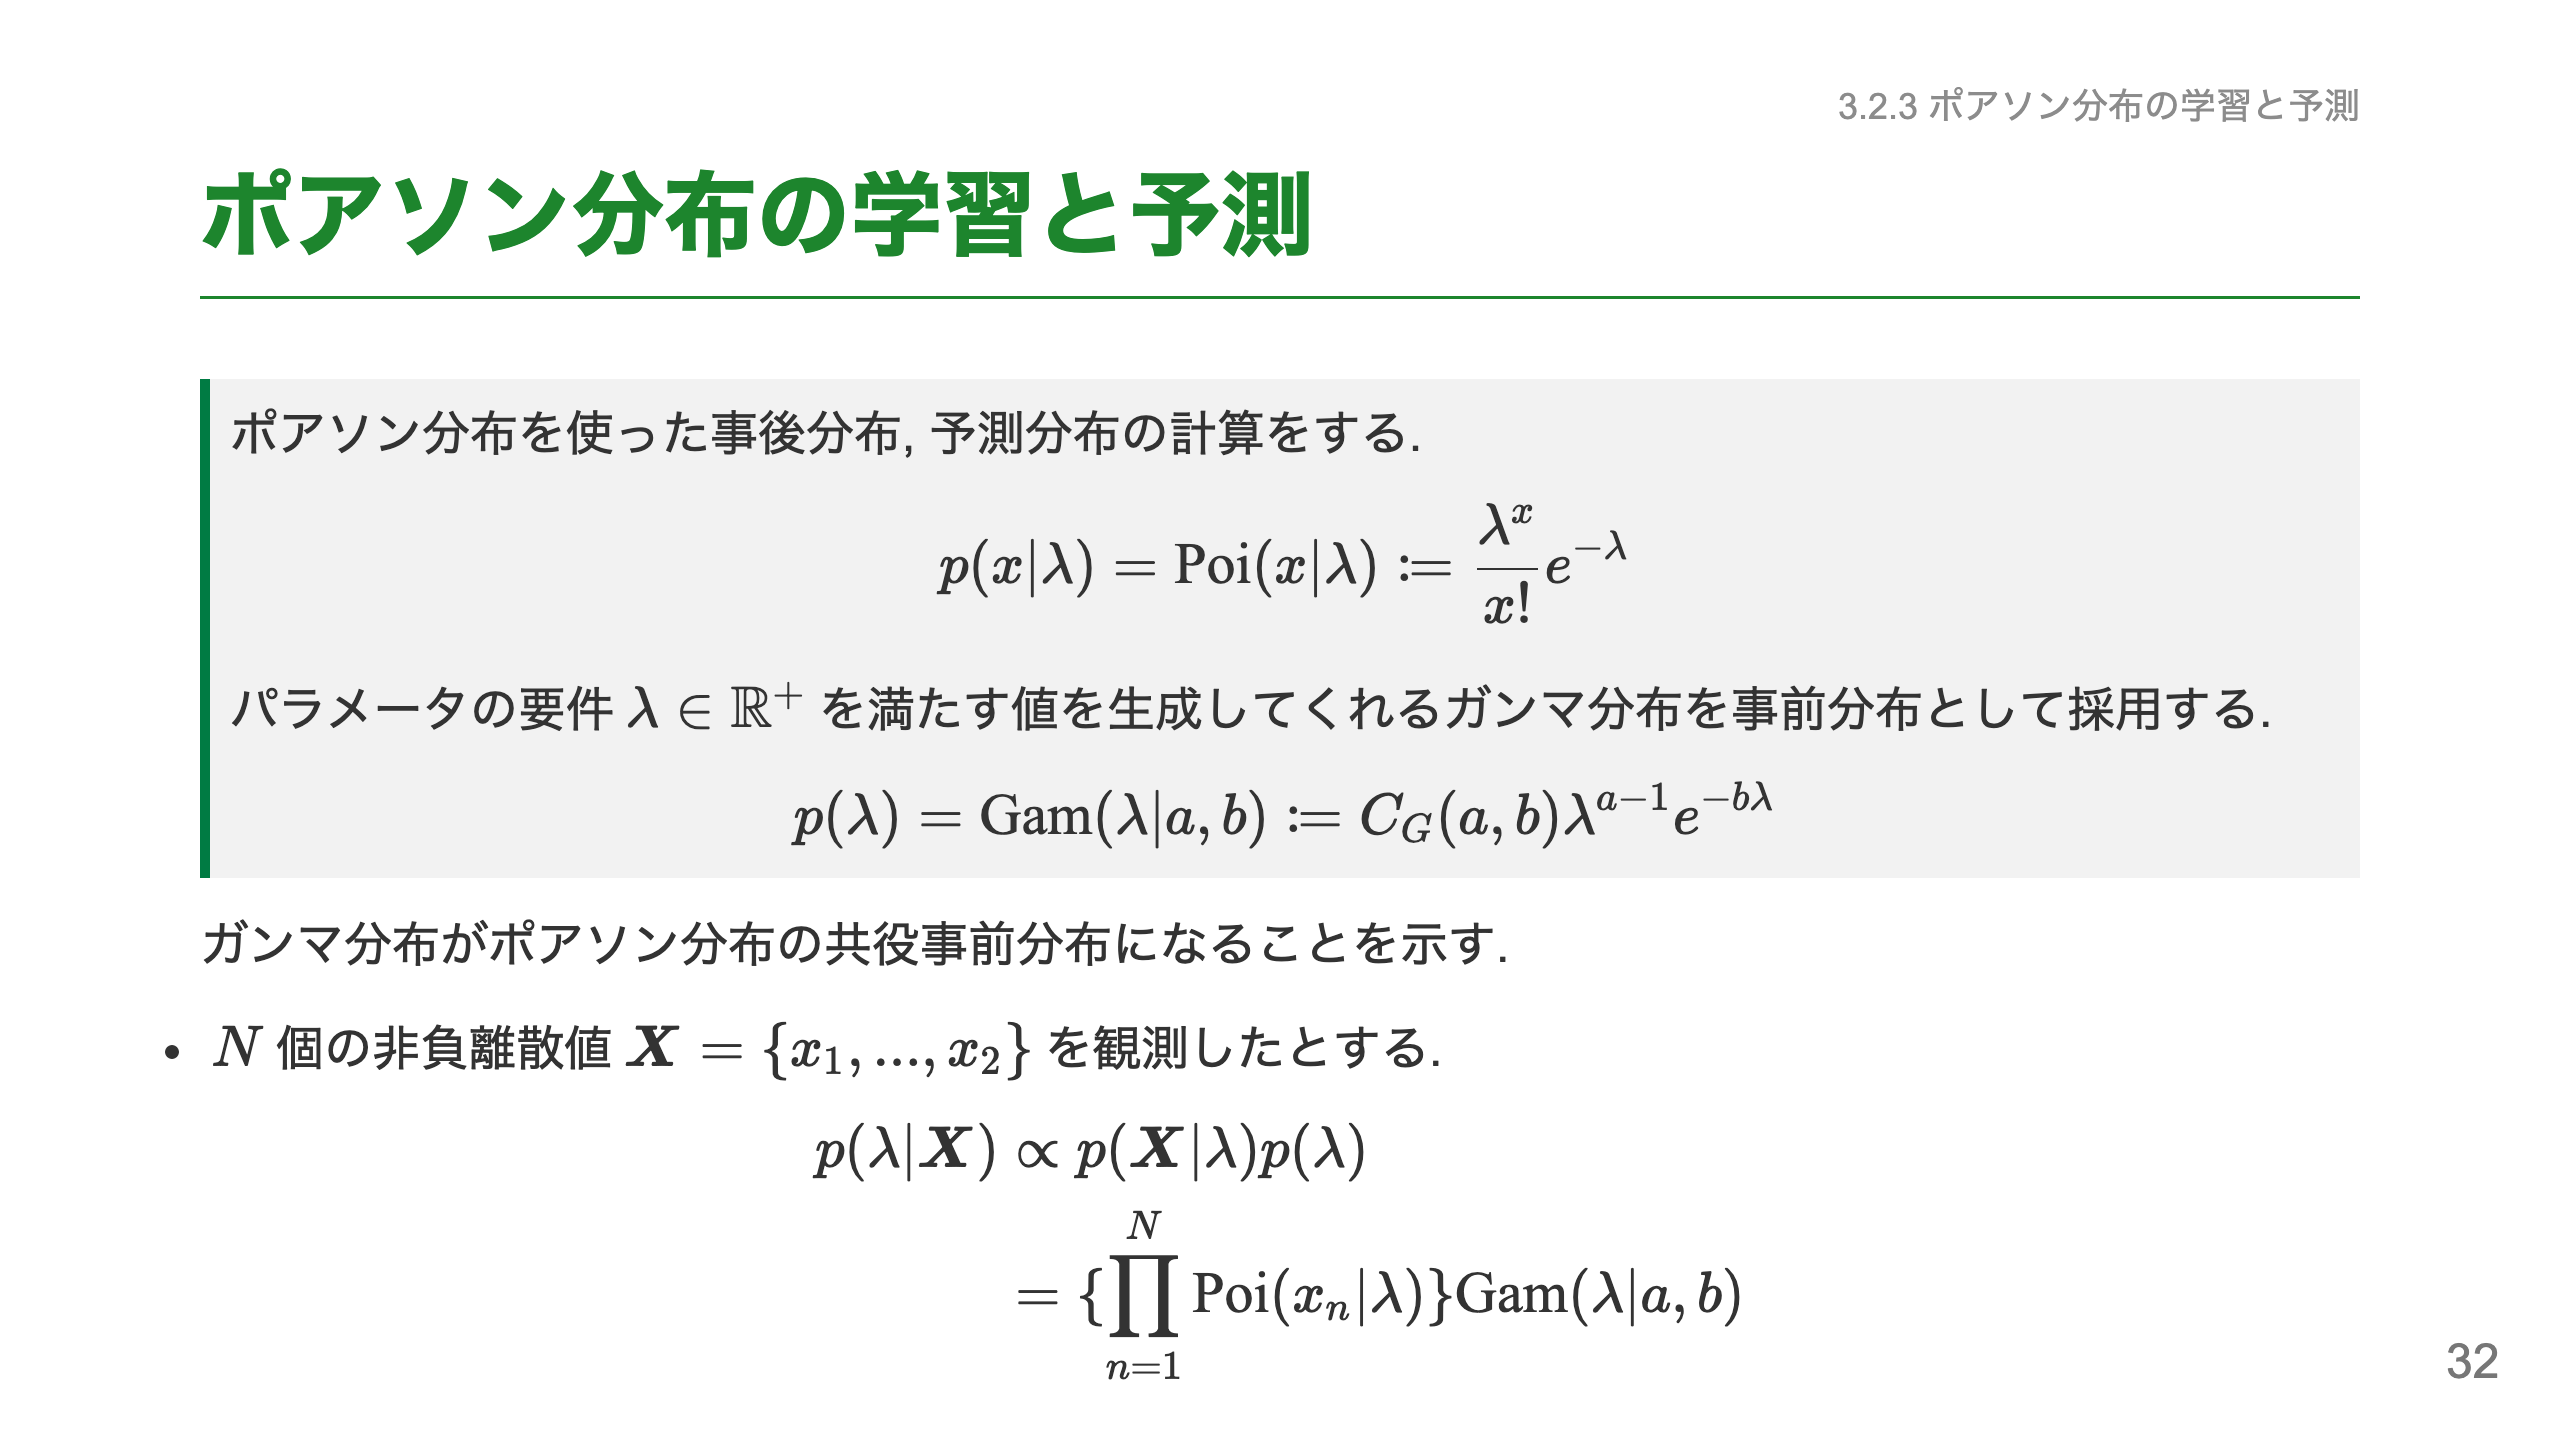 3.2.3 ポアソン分布の学習と予測
ポアソン分布の学習と予測
ポアソン分布を使った事後分布, 予測分布の計算をする.
p(x|λ) = Poi(x|λ) := \frac{λ^x}{x!} e^{-λ}
パラメータの要件 λ ∈ ℝ^+ を満たす値を生成してくれるガンマ分布を事前分布として採用する.
p(λ) = Gam(λ|a, b) := C_G(a, b)λ^{a-1}e^{-bλ}
ガンマ分布がポアソン分布の共役事前分布になることを示す.
• N 個の非負離散値 X = {x_1, ..., x_2} を観測したとする.
p(λ|X) ∝ p(X|λ)p(λ)
= {∏_{n=1}^{N} Poi(x_n|λ)}Gam(λ|a, b)
32